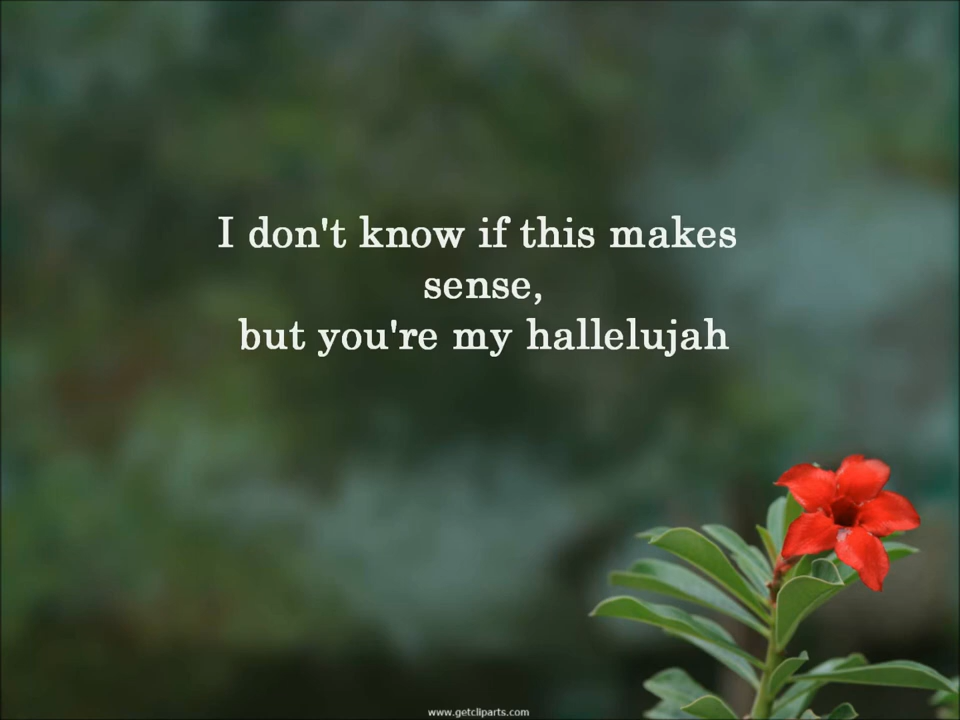 I don't know if this makes
sense,
but you're my hallelujah
www.getcliparts.com